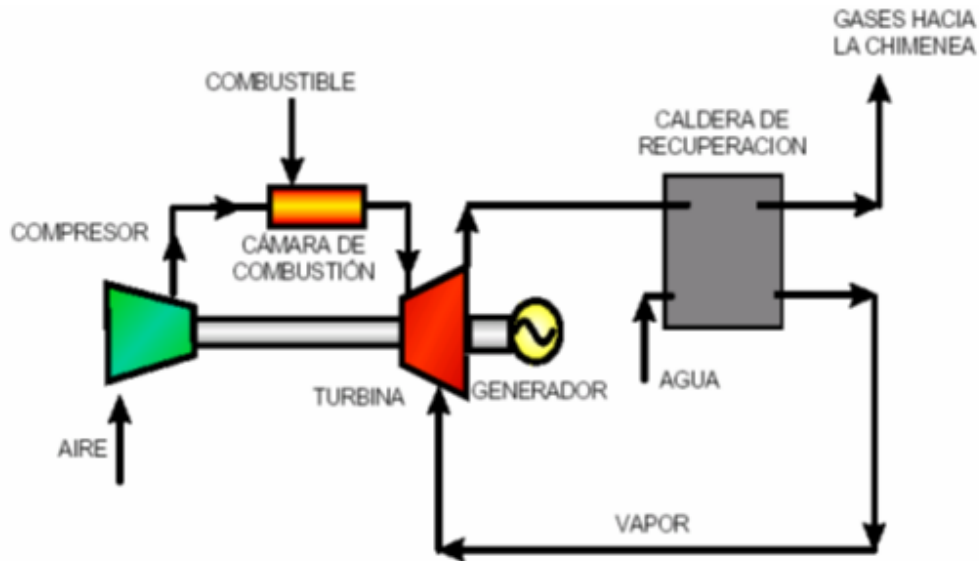 GASES HACIA
LA CHIMENEA
COMBUSTIBLE
CALDERA DE
RECUPERACION
COMPRESOR
CÁMARA DE
COMBUSTIÓN
TURBINA
GENERADOR
AGUA
AIRE
VAPOR